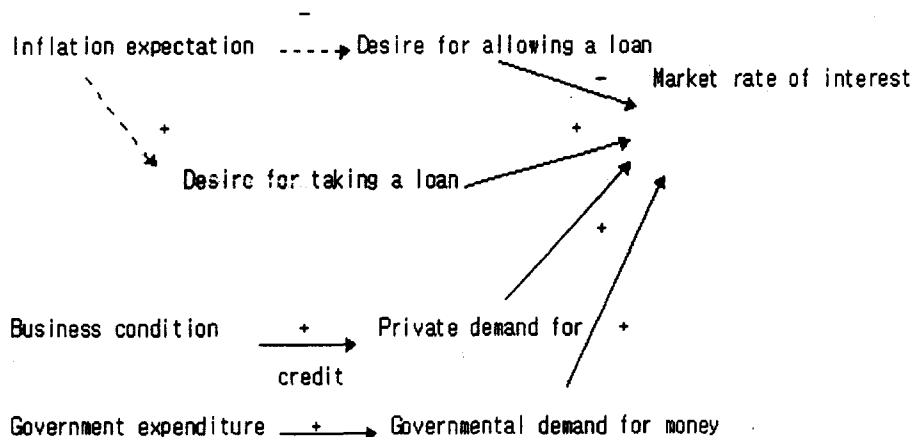 −
Inflation expectation Desire for allowing a loan
− Market rate of interest
+ +
Desire for taking a loan
+
Business condition + Private demand for +
credit
Government expenditure + Governmental demand for money